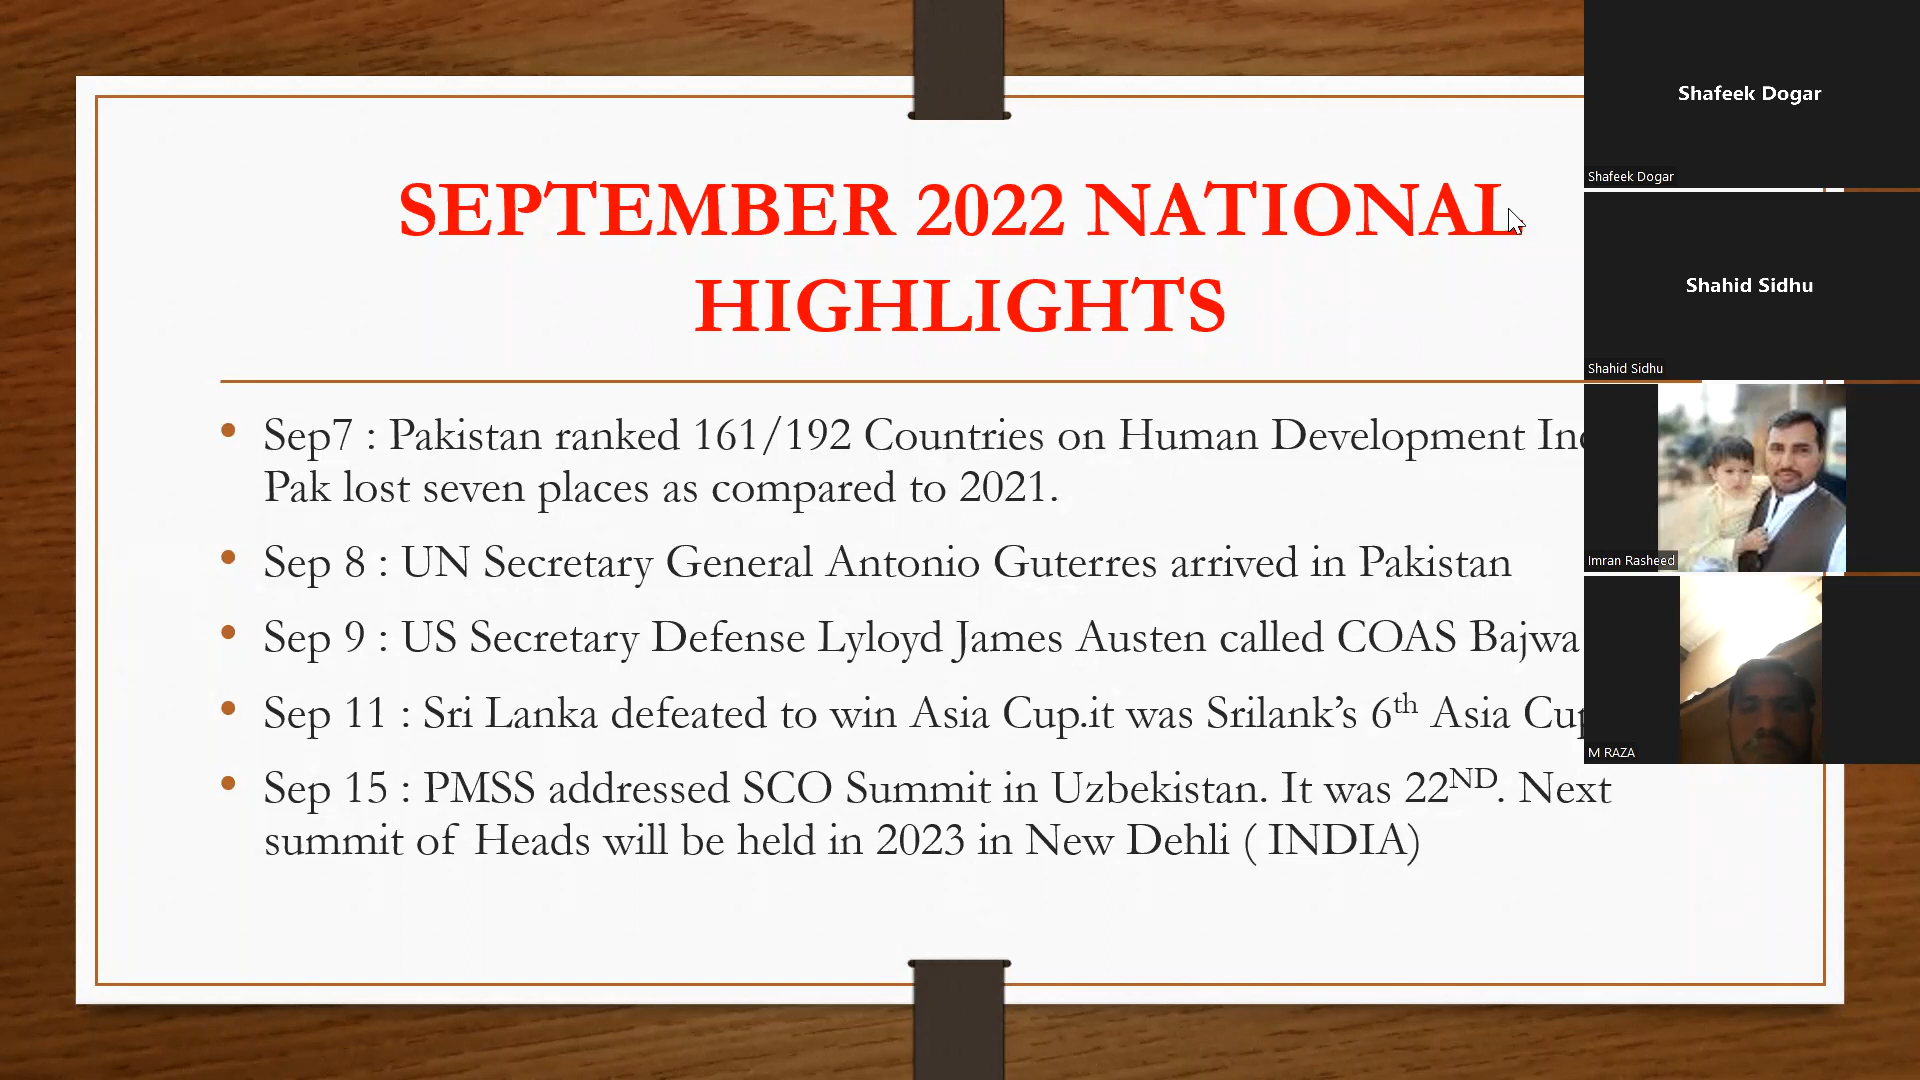 SEPTEMBER 2022 NATIONAL
HIGHLIGHTS
• Sep7 : Pakistan ranked 161/192 Countries on Human Development
Pak lost seven places as compared to 2021.
• Sep 8 : UN Secretary General Antonio Guterres arrived in Pakistan
• Sep 9 : US Secretary Defense Lyloyd James Austen called COAS Bajwa
• Sep 11 : Sri Lanka defeated to win Asia Cup.it was Srilank’s 6th Asia
• Sep 15 : PMSS addressed SCO Summit in Uzbekistan. It was 22ND. Next
summit of Heads will be held in 2023 in New Dehli ( INDIA)
Shafeek Dogar
Shafeek Dogar
Shahid Sidhu
Shahid Sidhu
Imran Rasheed
M RAZA